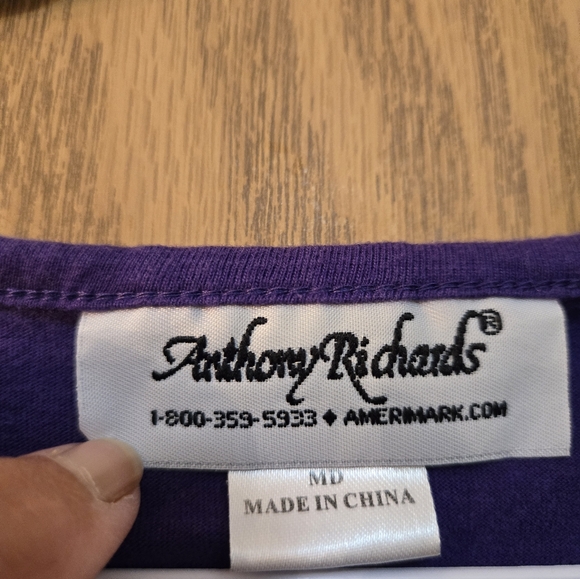 Anthony Richards®
1-800-359-5933 ♦ AMERIMARK.COM
MD
MADE IN CHINA